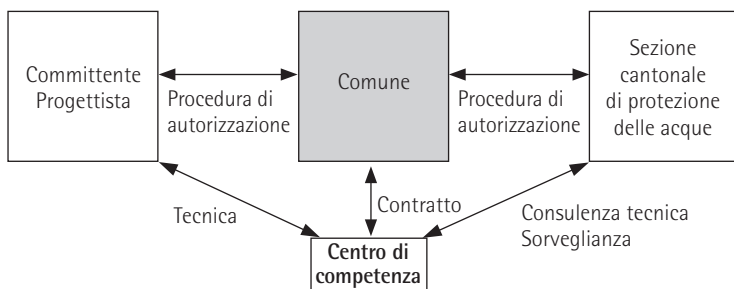 Committente
Progettista
Procedura di
autorizzazione
Comune
Procedura di
autorizzazione
Sezione
cantonale
di protezione
delle acque
Tecnica
Contratto
Consulenza tecnica
Sorveglianza
Centro di
competenza